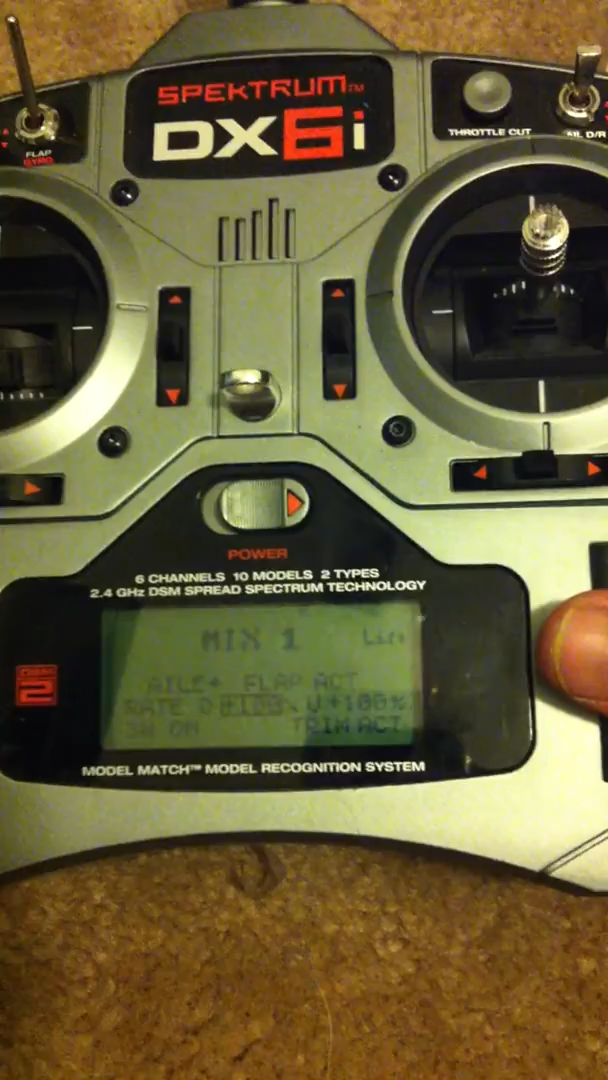 SPEKTRUM™
DX6i
FLAP
GYRO
THROTTLE CUT
AIL D/R
POWER
6 CHANNELS 10 MODELS 2 TYPES
2.4 GHz DSM SPREAD SPECTRUM TECHNOLOGY
MIX 1
AILE→ FLAP ACT
RATE D +100% U +100%
ON
TRIM ACT
2
MODEL MATCH™ MODEL RECOGNITION SYSTEM